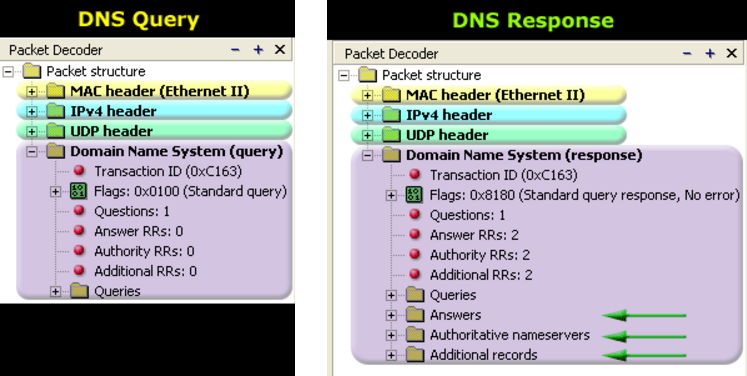 DNS Query
Packet Decoder
Packet structure
MAC header (Ethernet II)
IPv4 header
UDP header
Domain Name System (query)
Transaction ID (0xC163)
Flags: 0x0100 (Standard query)
Questions: 1
Answer RRs: 0
Authority RRs: 0
Additional RRs: 0
Queries
DNS Response
Packet Decoder
Packet structure
MAC header (Ethernet II)
IPv4 header
UDP header
Domain Name System (response)
Transaction ID (0xC163)
Flags: 0x8180 (Standard query response, No error)
Questions: 1
Answer RRs: 2
Authority RRs: 2
Additional RRs: 2
Queries
Answers
Authoritative nameservers
Additional records